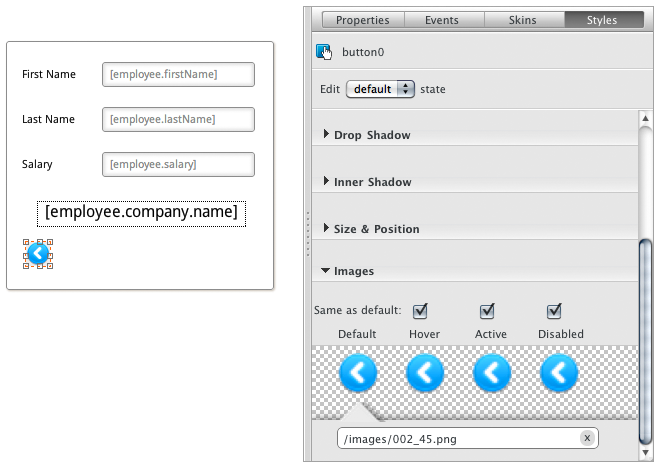 First Name [employee.firstName]
Last Name [employee.lastName]
Salary [employee.salary]
[employee.company.name]
Properties Events Skins Styles
button0
Edit default state
Drop Shadow
Inner Shadow
Size & Position
Images
Same as default:
Default Hover Active Disabled
/images/002_45.png x